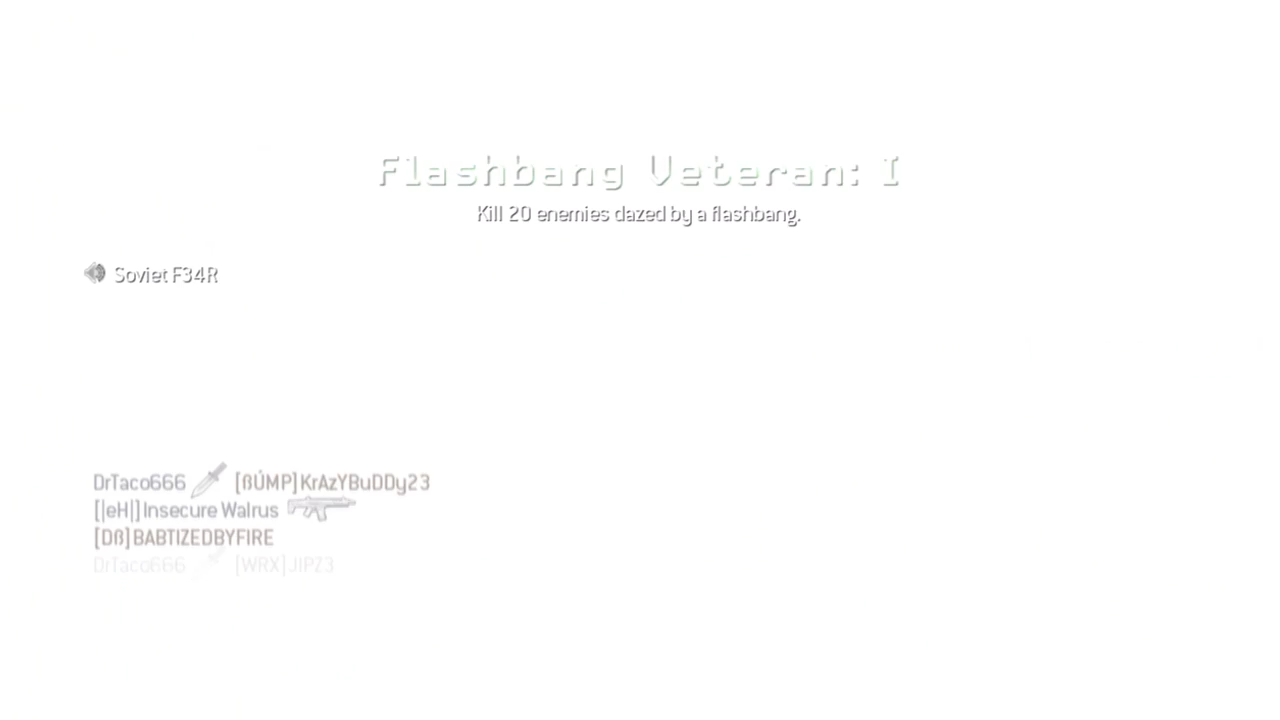 Flashbang Veteran: I
Kill 20 enemies dazed by a flashbang.
Soviet F34R
DrTaco666 [ßÜMP]KrAzYBuDDy23
[|eH|]Insecure Walrus
[Dß]BABTIZEDBYFIRE
DrTaco666 [WRX]JIPZ3